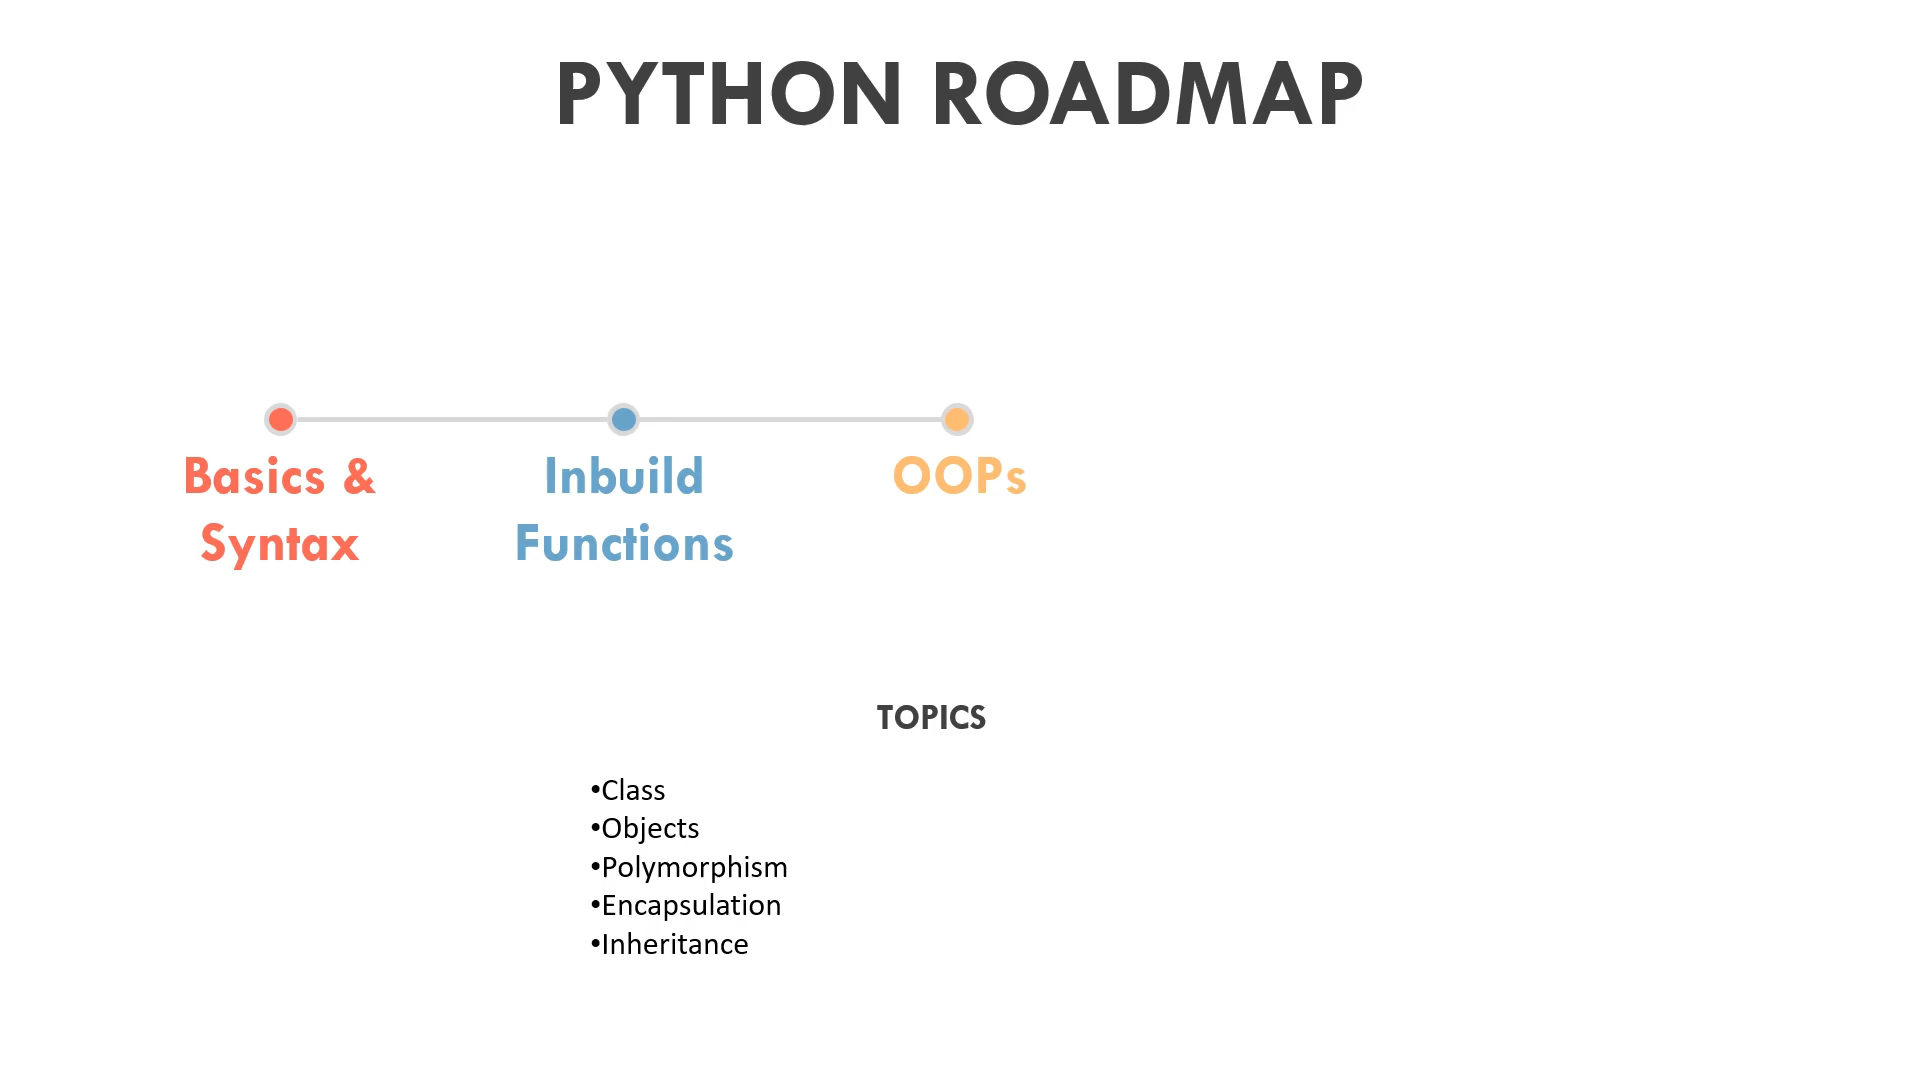 PYTHON ROADMAP
Basics &
Syntax
Inbuild
Functions
OOPs
TOPICS
•Class
•Objects
•Polymorphism
•Encapsulation
•Inheritance